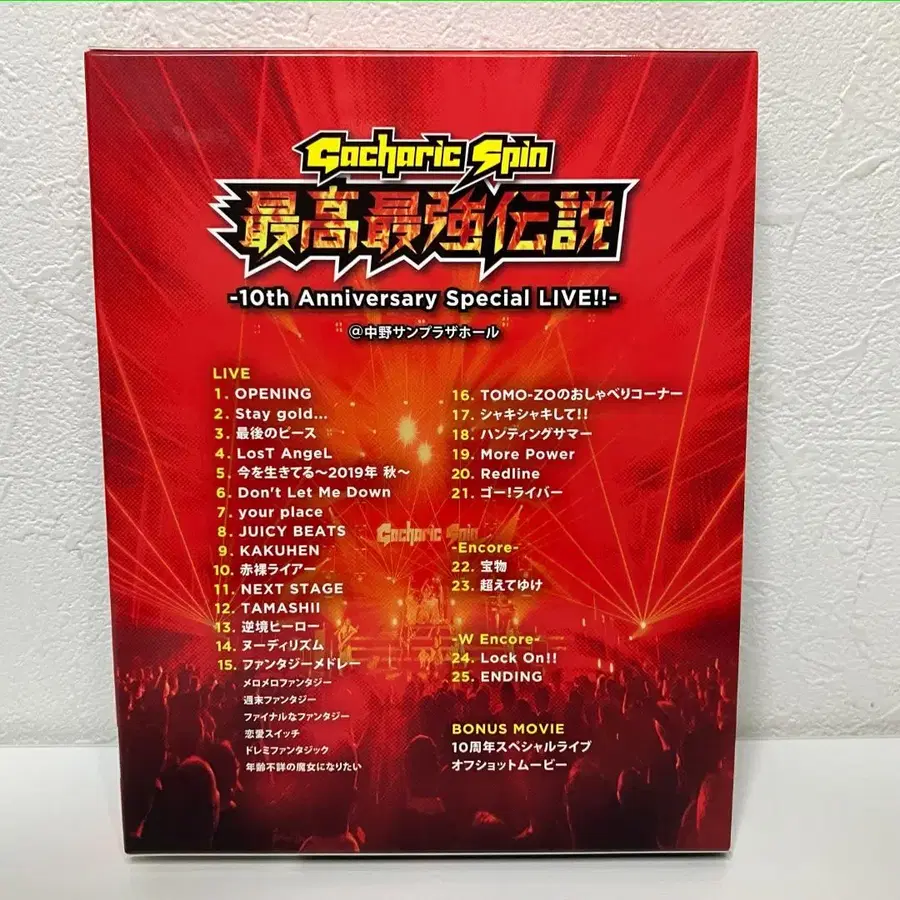 Gacharic Spin
最高最強伝説
-10th Anniversary Special LIVE!!-
@中野サンプラザホール
LIVE
1. OPENING
2. Stay gold...
3. 最後のピース
4. LosT AngeL
5. 今を生きてる〜2019年 秋〜
6. Don't Let Me Down
7. your place
8. JUICY BEATS
9. KAKUHEN
10. 赤裸ライアー
11. NEXT STAGE
12. TAMASHII
13. 逆境ヒーロー
14. ヌーディリズム
15. ファンタジーメドレー
メロメロファンタジー
週末ファンタジー
ファイナルなファンタジー
恋愛スイッチ
ドレミファンタジック
年齢不詳の魔女になりたい
16. TOMO-ZOのおしゃべりコーナー
17. シャキシャキして!!
18. ハンティングサマー
19. More Power
20. Redline
21. ゴー!ライバー
Gacharic Spin
-Encore-
22. 宝物
23. 超えてゆけ
-W Encore-
24. Lock On!!
25. ENDING
BONUS MOVIE
10周年スペシャルライブ
オフショットムービー